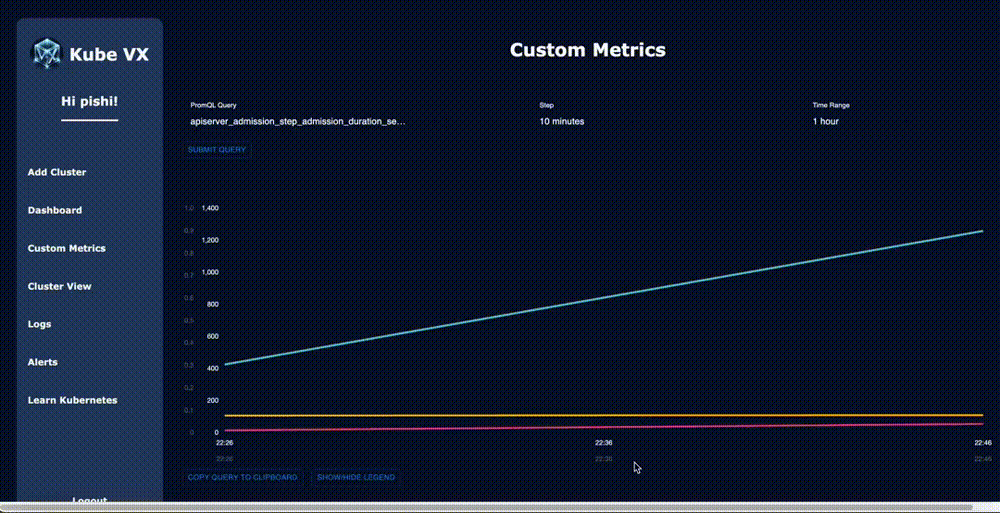 Kube VX
Hi pishi!
Add Cluster
Dashboard
Custom Metrics
Cluster View
Logs
Alerts
Learn Kubernetes
Logout
Custom Metrics
PromQL Query
Step
Time Range
apiserver_admission_step_admission_duration_se...
10 minutes
1 hour
SUBMIT QUERY
1.0 1,400
0.9
1,200
0.8
1,000
0.7
0.6
800
0.5
600
0.4
0.3
400
0.2
200
0.1
0 0
22:26 22:36 22:46
22:26 22:36 22:46
COPY QUERY TO CLIPBOARD
SHOW/HIDE LEGEND